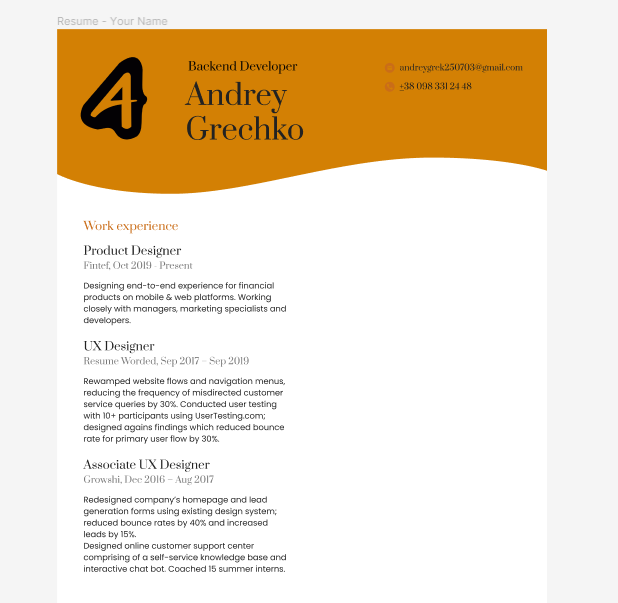 Resume – Your Name
Backend Developer
Andrey
Grechko
andreygrek250703@gmail.com
+38 098 331 24 48
Work experience
Product Designer
Fintef, Oct 2019 - Present
Designing end-to-end experience for financial
products on mobile & web platforms. Working
closely with managers, marketing specialists and
developers.
UX Designer
Resume Worded, Sep 2017 – Sep 2019
Rewamped website flows and navigation menus,
reducing the frequency of misdirected customer
service queries by 30%. Conducted user testing
with 10+ participants using UserTesting.com;
designed agains findings which reduced bounce
rate for primary user flow by 30%.
Associate UX Designer
Growshi, Dec 2016 – Aug 2017
Redesigned company's homepage and lead
generation forms using existing design system;
reduced bounce rates by 40% and increased
leads by 15%.
Designed online customer support center
comprising of a self-service knowledge base and
interactive chat bot. Coached 15 summer interns.